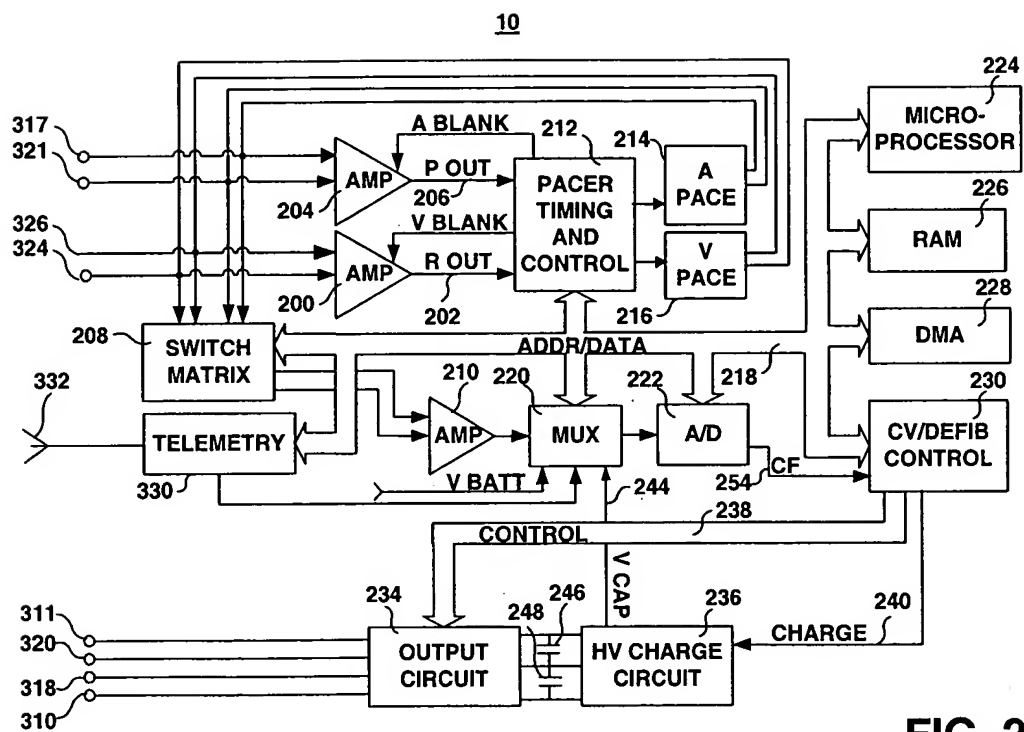 10
224
MICRO-
PROCESSOR
317
321
A BLANK
212
214
P OUT
AMP
204
206
PACER
TIMING
AND
CONTROL
A
PACE
226
RAM
326
324
V BLANK
AMP
R OUT
200
202
V
PACE
216
228
DMA
208
SWITCH
MATRIX
ADDR/DATA
218
332
210
220
222
230
AMP
MUX
A/D
CV/DEFIB
CONTROL
TELEMETRY
330
V BATT
244
254
CF
238
CONTROL
V CAP
234
248
246
236
240
CHARGE
311
320
318
310
OUTPUT
CIRCUIT
HV CHARGE
CIRCUIT
FIG. 2